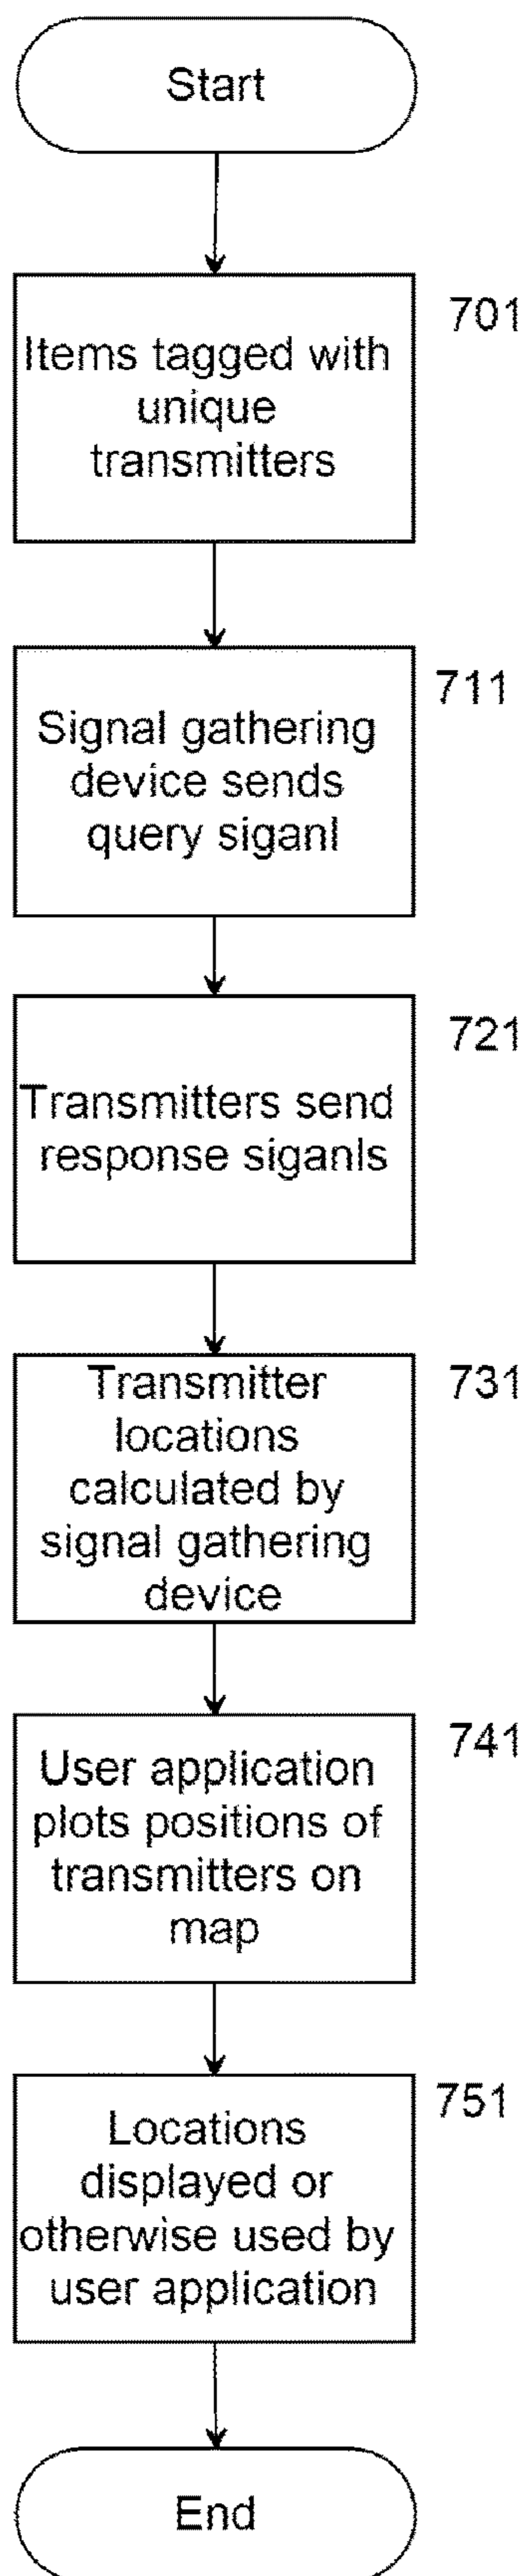 Start
701
Items tagged with
unique
transmitters
711
Signal gathering
device sends
query siganl
721
Transmitters send
response siganls
731
Transmitter
locations
calculated by
signal gathering
device
741
User application
plots positions of
transmitters on
map
751
Locations
displayed or
otherwise used by
user application
End